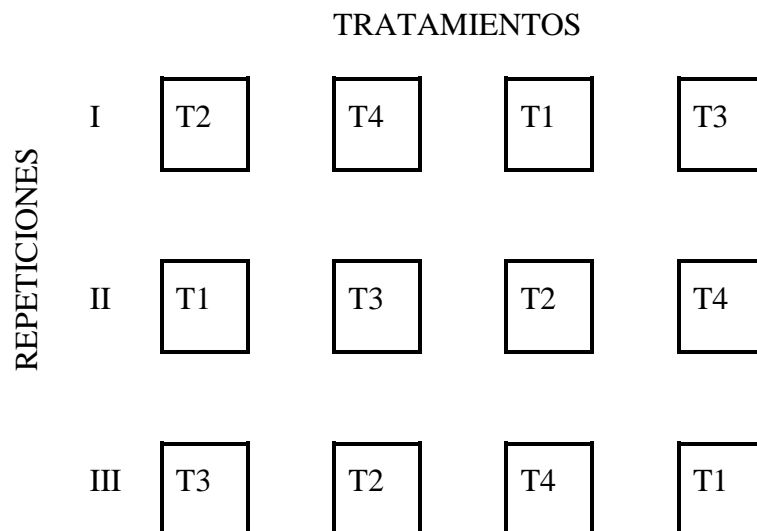 TRATAMIENTOS
I T2 T4 T1 T3
REPETICIONES
II T1 T3 T2 T4
III T3 T2 T4 T1